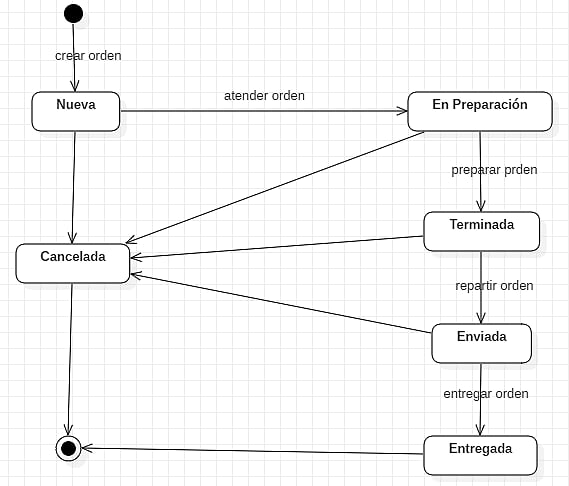 crear orden
Nueva
atender orden
En Preparación
preparar prden
Terminada
Cancelada
repartir orden
Enviada
entregar orden
Entregada